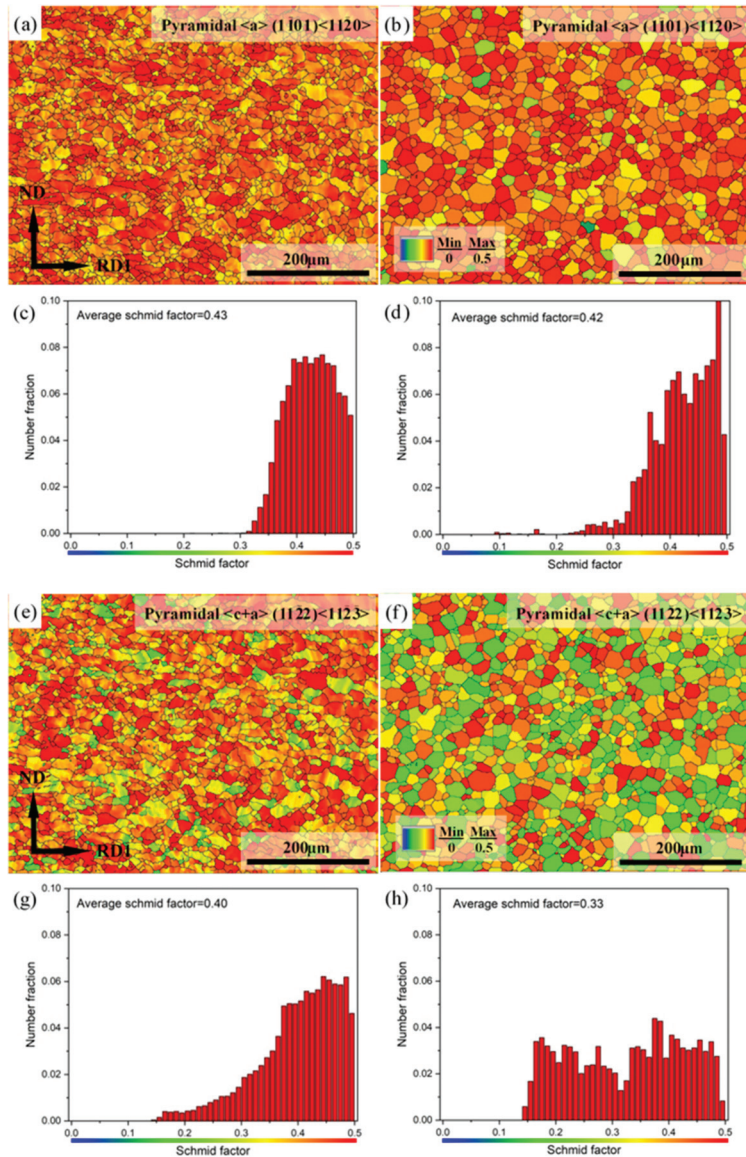 (a)
Pyramidal <a> (1101)<1120>
ND
RD1
200μm
(b)
Pyramidal <a> (1101)<1120>
Min Max
0 0.5
200μm
(c)
Average schmid factor=0.43
0.10
0.08
0.06
0.04
0.02
0.00
Number fraction
0.0 0.1 0.2 0.3 0.4 0.5
Schmid factor
(d)
Average schmid factor=0.42
0.10
0.08
0.06
0.04
0.02
0.00
Number fraction
0.0 0.1 0.2 0.3 0.4 0.5
Schmid factor
(e)
Pyramidal <c+a> (1122)<1123>
ND
RD1
200μm
(f)
Pyramidal <c+a> (1122)<1123>
Min Max
0 0.5
200μm
(g)
Average schmid factor=0.40
0.10
0.08
0.06
0.04
0.02
0.00
Number fraction
0.0 0.1 0.2 0.3 0.4 0.5
Schmid factor
(h)
Average schmid factor=0.33
0.10
0.08
0.06
0.04
0.02
0.00
Number fraction
0.0 0.1 0.2 0.3 0.4 0.5
Schmid factor